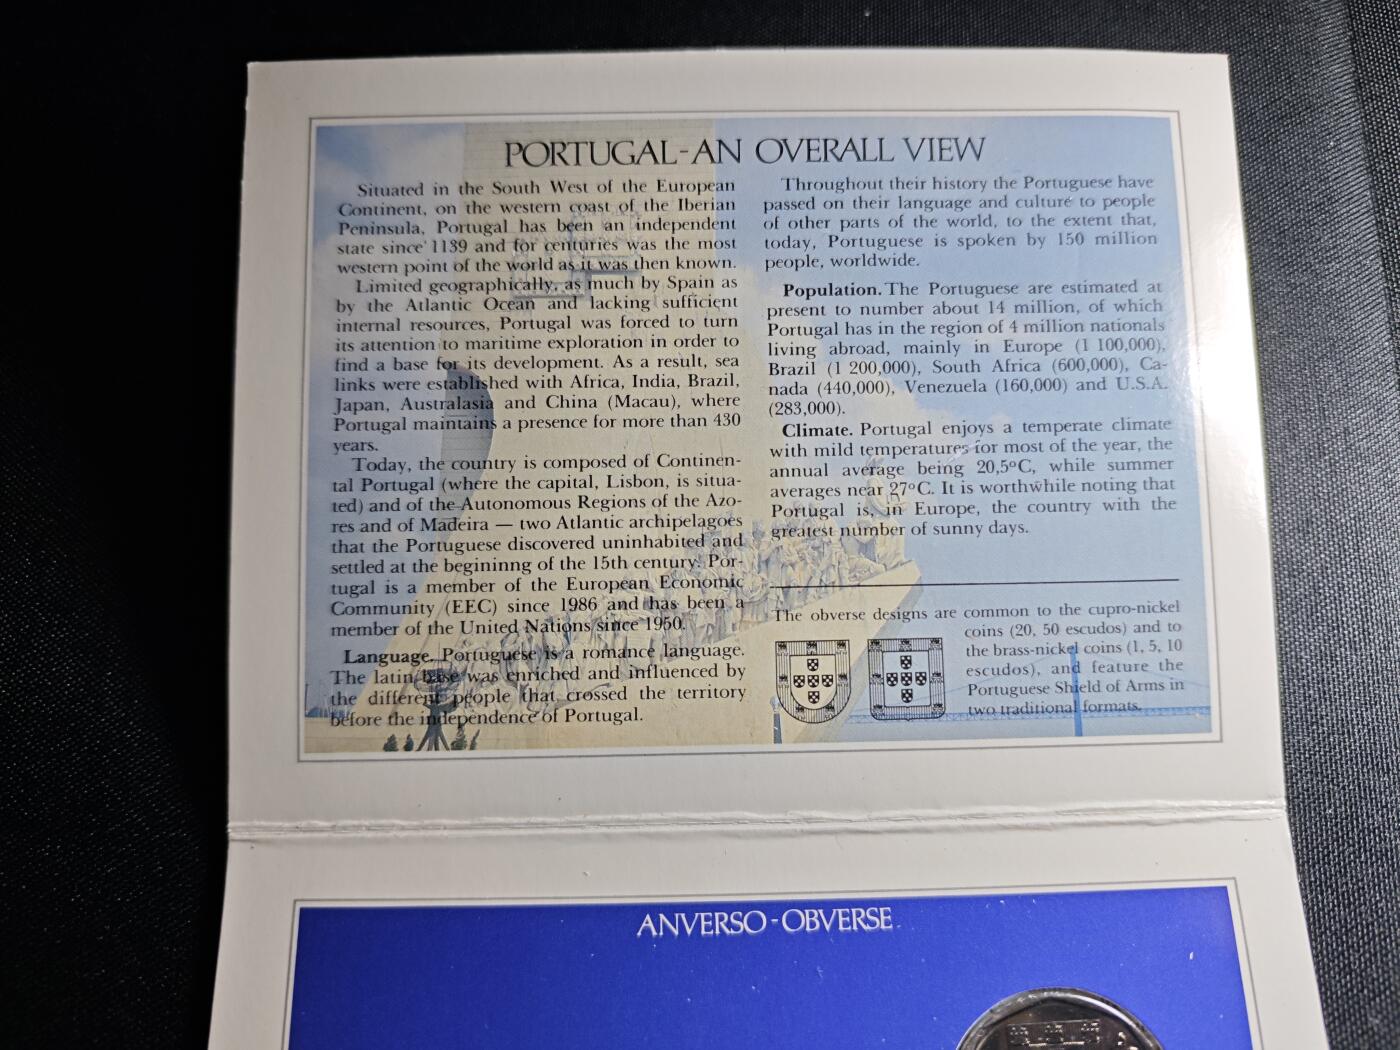 PORTUGAL-AN OVERALL VIEW
Situated in the South West of the European
Continent, on the western coast of the Iberian
Peninsula, Portugal has been an independent
state since 1139 and for centuries was the most
western point of the world as it was then known.
Limited geographically, as much by Spain as
by the Atlantic Ocean and lacking sufficient
internal resources, Portugal was forced to turn
its attention to maritime exploration in order to
find a base for its development. As a result, sea
links were established with Africa, India, Brazil,
Japan, Australasia and China (Macau), where
Portugal maintains a presence for more than 430
years.
Today, the country is composed of Continen-
tal Portugal (where the capital, Lisbon, is situa-
ted) and of the Autonomous Regions of the Azo-
res and of Madeira — two Atlantic archipelagoes
that the Portuguese discovered uninhabited and
settled at the begininng of the 15th century. Por-
tugal is a member of the European Economic
Community (EEC) since 1986 and has been a
member of the United Nations since 1950.
Language. Portuguese is a romance language.
The latin base was enriched and influenced by
the different people that crossed the territory
before the independence of Portugal.
Throughout their history the Portuguese have
passed on their language and culture to people
of other parts of the world, to the extent that,
today, Portuguese is spoken by 150 million
people, worldwide.
Population. The Portuguese are estimated at
present to number about 14 million, of which
Portugal has in the region of 4 million nationals
living abroad, mainly in Europe (1 100,000),
Brazil (1 200,000), South Africa (600,000), Ca-
nada (440,000), Venezuela (160,000) and U.S.A.
(283,000).
Climate. Portugal enjoys a temperate climate
with mild temperatures for most of the year, the
annual average being 20,5ºC, while summer
averages near 27ºC. It is worthwhile noting that
Portugal is, in Europe, the country with the
greatest number of sunny days.
The obverse designs are common to the cupro-nickel
coins (20, 50 escudos) and to
the brass-nickel coins (1, 5, 10
escudos), and feature the
Portuguese Shield of Arms in
two traditional formats.
ANVERSO-OBVERSE